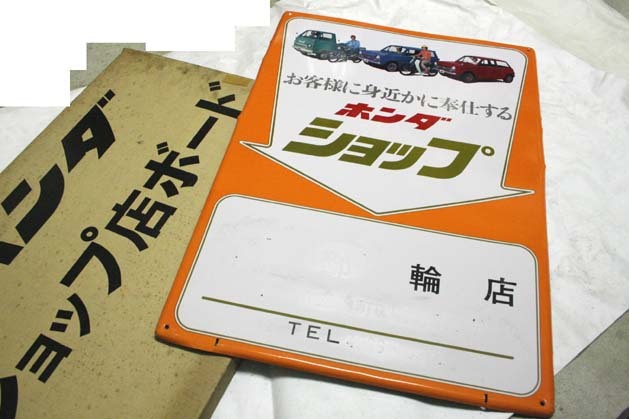 お客様に身近かに奉仕する
ホンダ
ショップ
輪店
TEL
ホンダ
ショップ店ボード